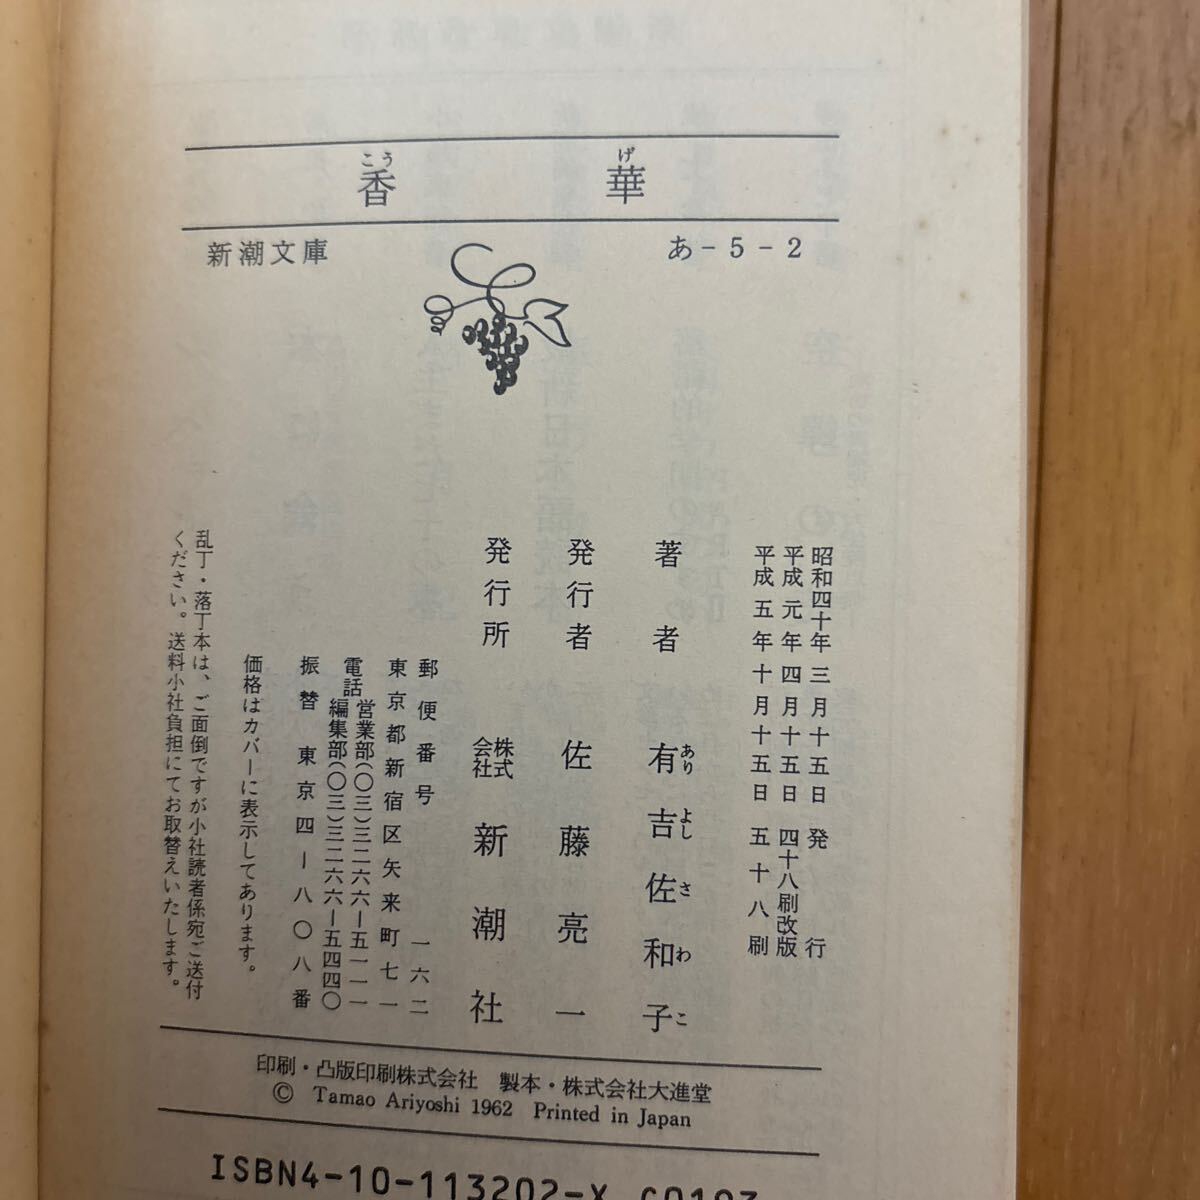 香華
こう げ
新潮文庫
あ-5-2
昭和四十年三月十五日 発行
平成元年四月十五日 四十八刷改版
平成五年十月十五日 五十八刷
著者 有吉佐和子
あり よし さ わ こ
発行者 佐藤亮一
発行所 株式会社 新潮社
郵便番号 一六二
東京都新宿区矢来町七一
電話 営業部(〇三)三二六六―五一一一
編集部(〇三)三二六六―五四四〇
振替 東京四―八〇八番
価格はカバーに表示してあります。
乱丁・落丁本は、ご面倒ですが小社読者係宛ご送付
ください。送料小社負担にてお取替えいたします。
印刷・凸版印刷株式会社 製本・株式会社大進堂
© Tamao Ariyoshi 1962 Printed in Japan
ISBN4-10-113202-X C0193